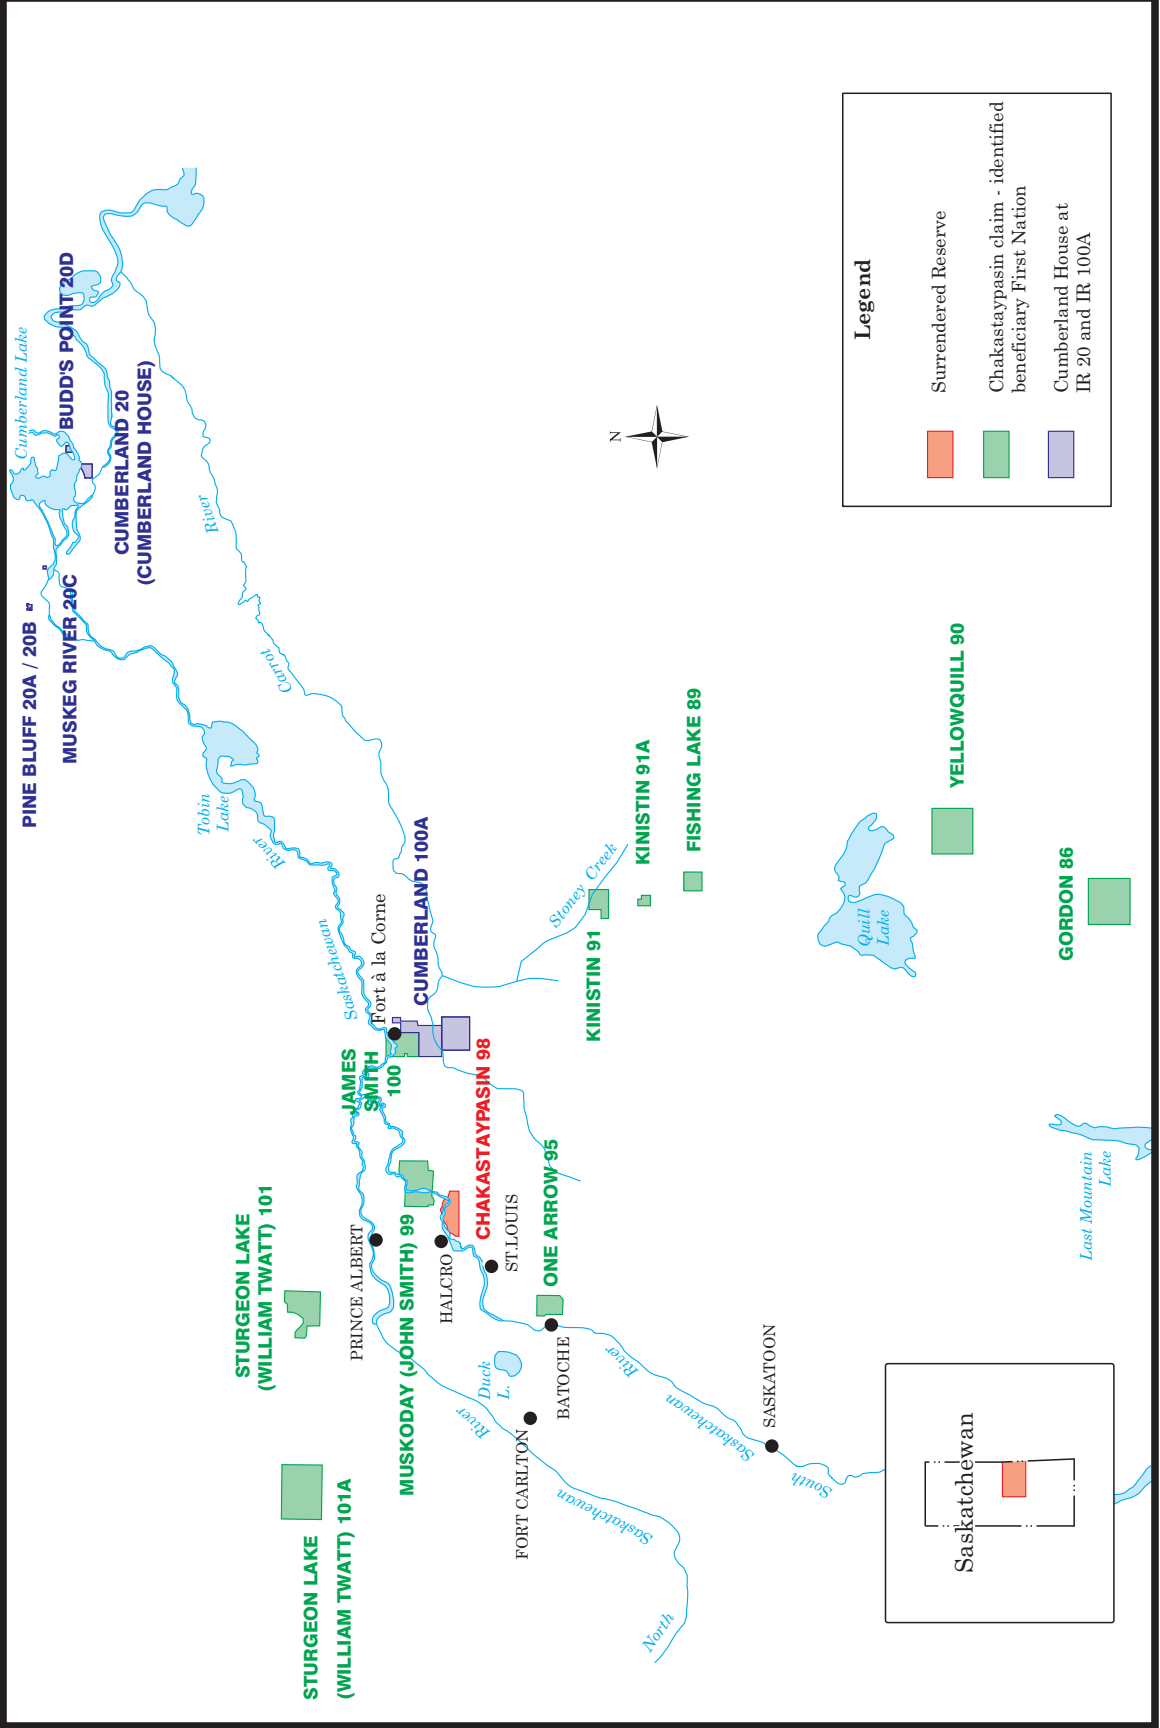 Cumberland Lake
PINE BLUFF 20A / 20B
BUDD'S POINT 20D
MUSKEG RIVER 20C
CUMBERLAND 20
(CUMBERLAND HOUSE)
River
Carrot
Tobin
Lake
River
Saskatchewan
Fort à la Corne
CUMBERLAND 100A
JAMES
SMITH
100
STURGEON LAKE
(WILLIAM TWATT) 101
STURGEON LAKE
(WILLIAM TWATT) 101A
PRINCE ALBERT
MUSKODAY (JOHN SMITH) 99
HALCRO
CHAKASTAYPASIN 98
ST.LOUIS
ONE ARROW 95
BATOCHE
Duck
L.
FORT CARLTON
River
Saskatchewan
North
River
Saskatchewan
South
SASKATOON
Stoney Creek
KINISTIN 91
KINISTIN 91A
FISHING LAKE 89
Quill
Lake
YELLOWQUILL 90
GORDON 86
Last Mountain
Lake
N
Legend
Surrendered Reserve
Chakastaypasin claim - identified
beneficiary First Nation
Cumberland House at
IR 20 and IR 100A
Saskatchewan